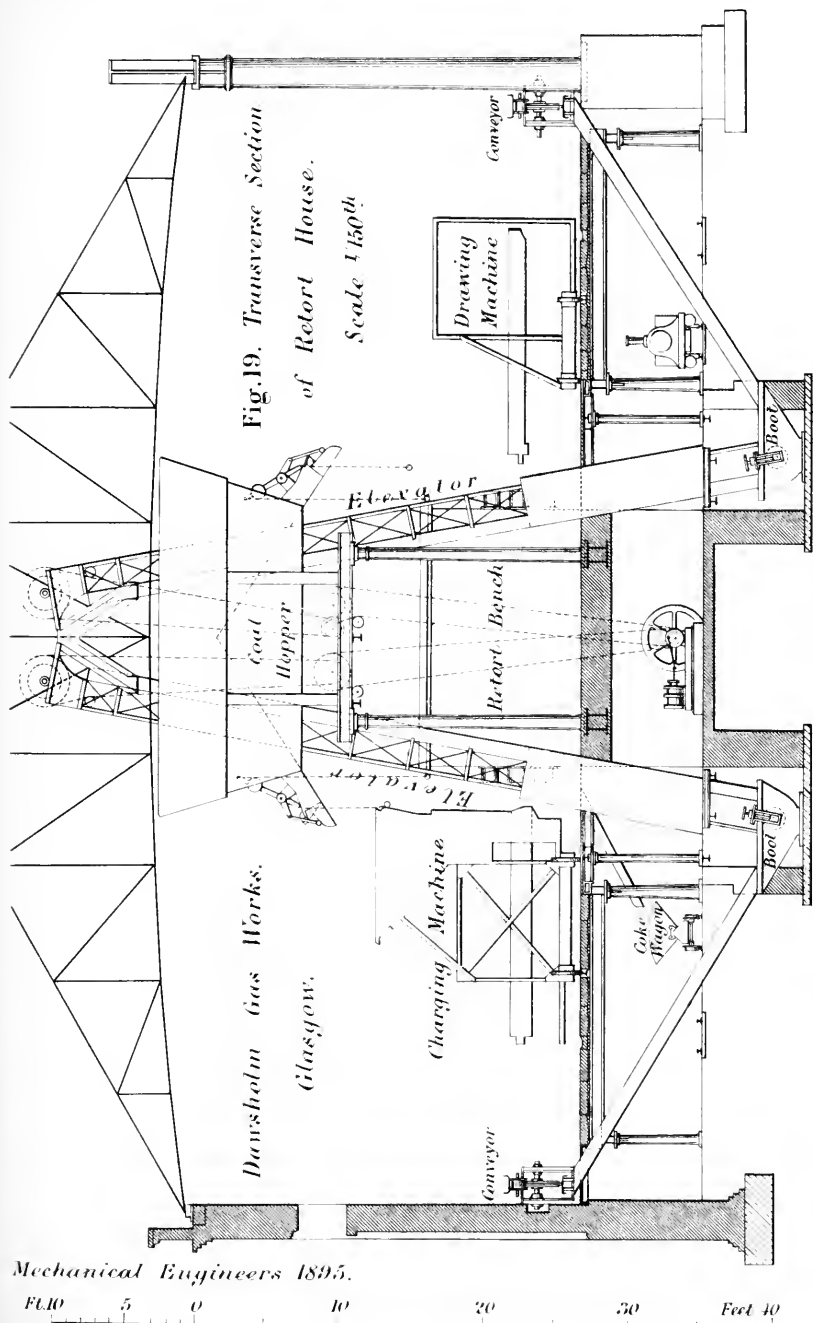 Dawsholm Gas Works.
Glasgow.
Fig.19. Transverse Section
of Retort House.
Scale 1/150th
Coal
Hopper
Elevator
Elevator
Conveyor
Charging Machine
Retort Bench
Drawing
Machine
Conveyor
Coke
Wagon
Boot
Boot
Mechanical Engineers 1895.
Ft.10 5 0 10 20 30 Feet 40